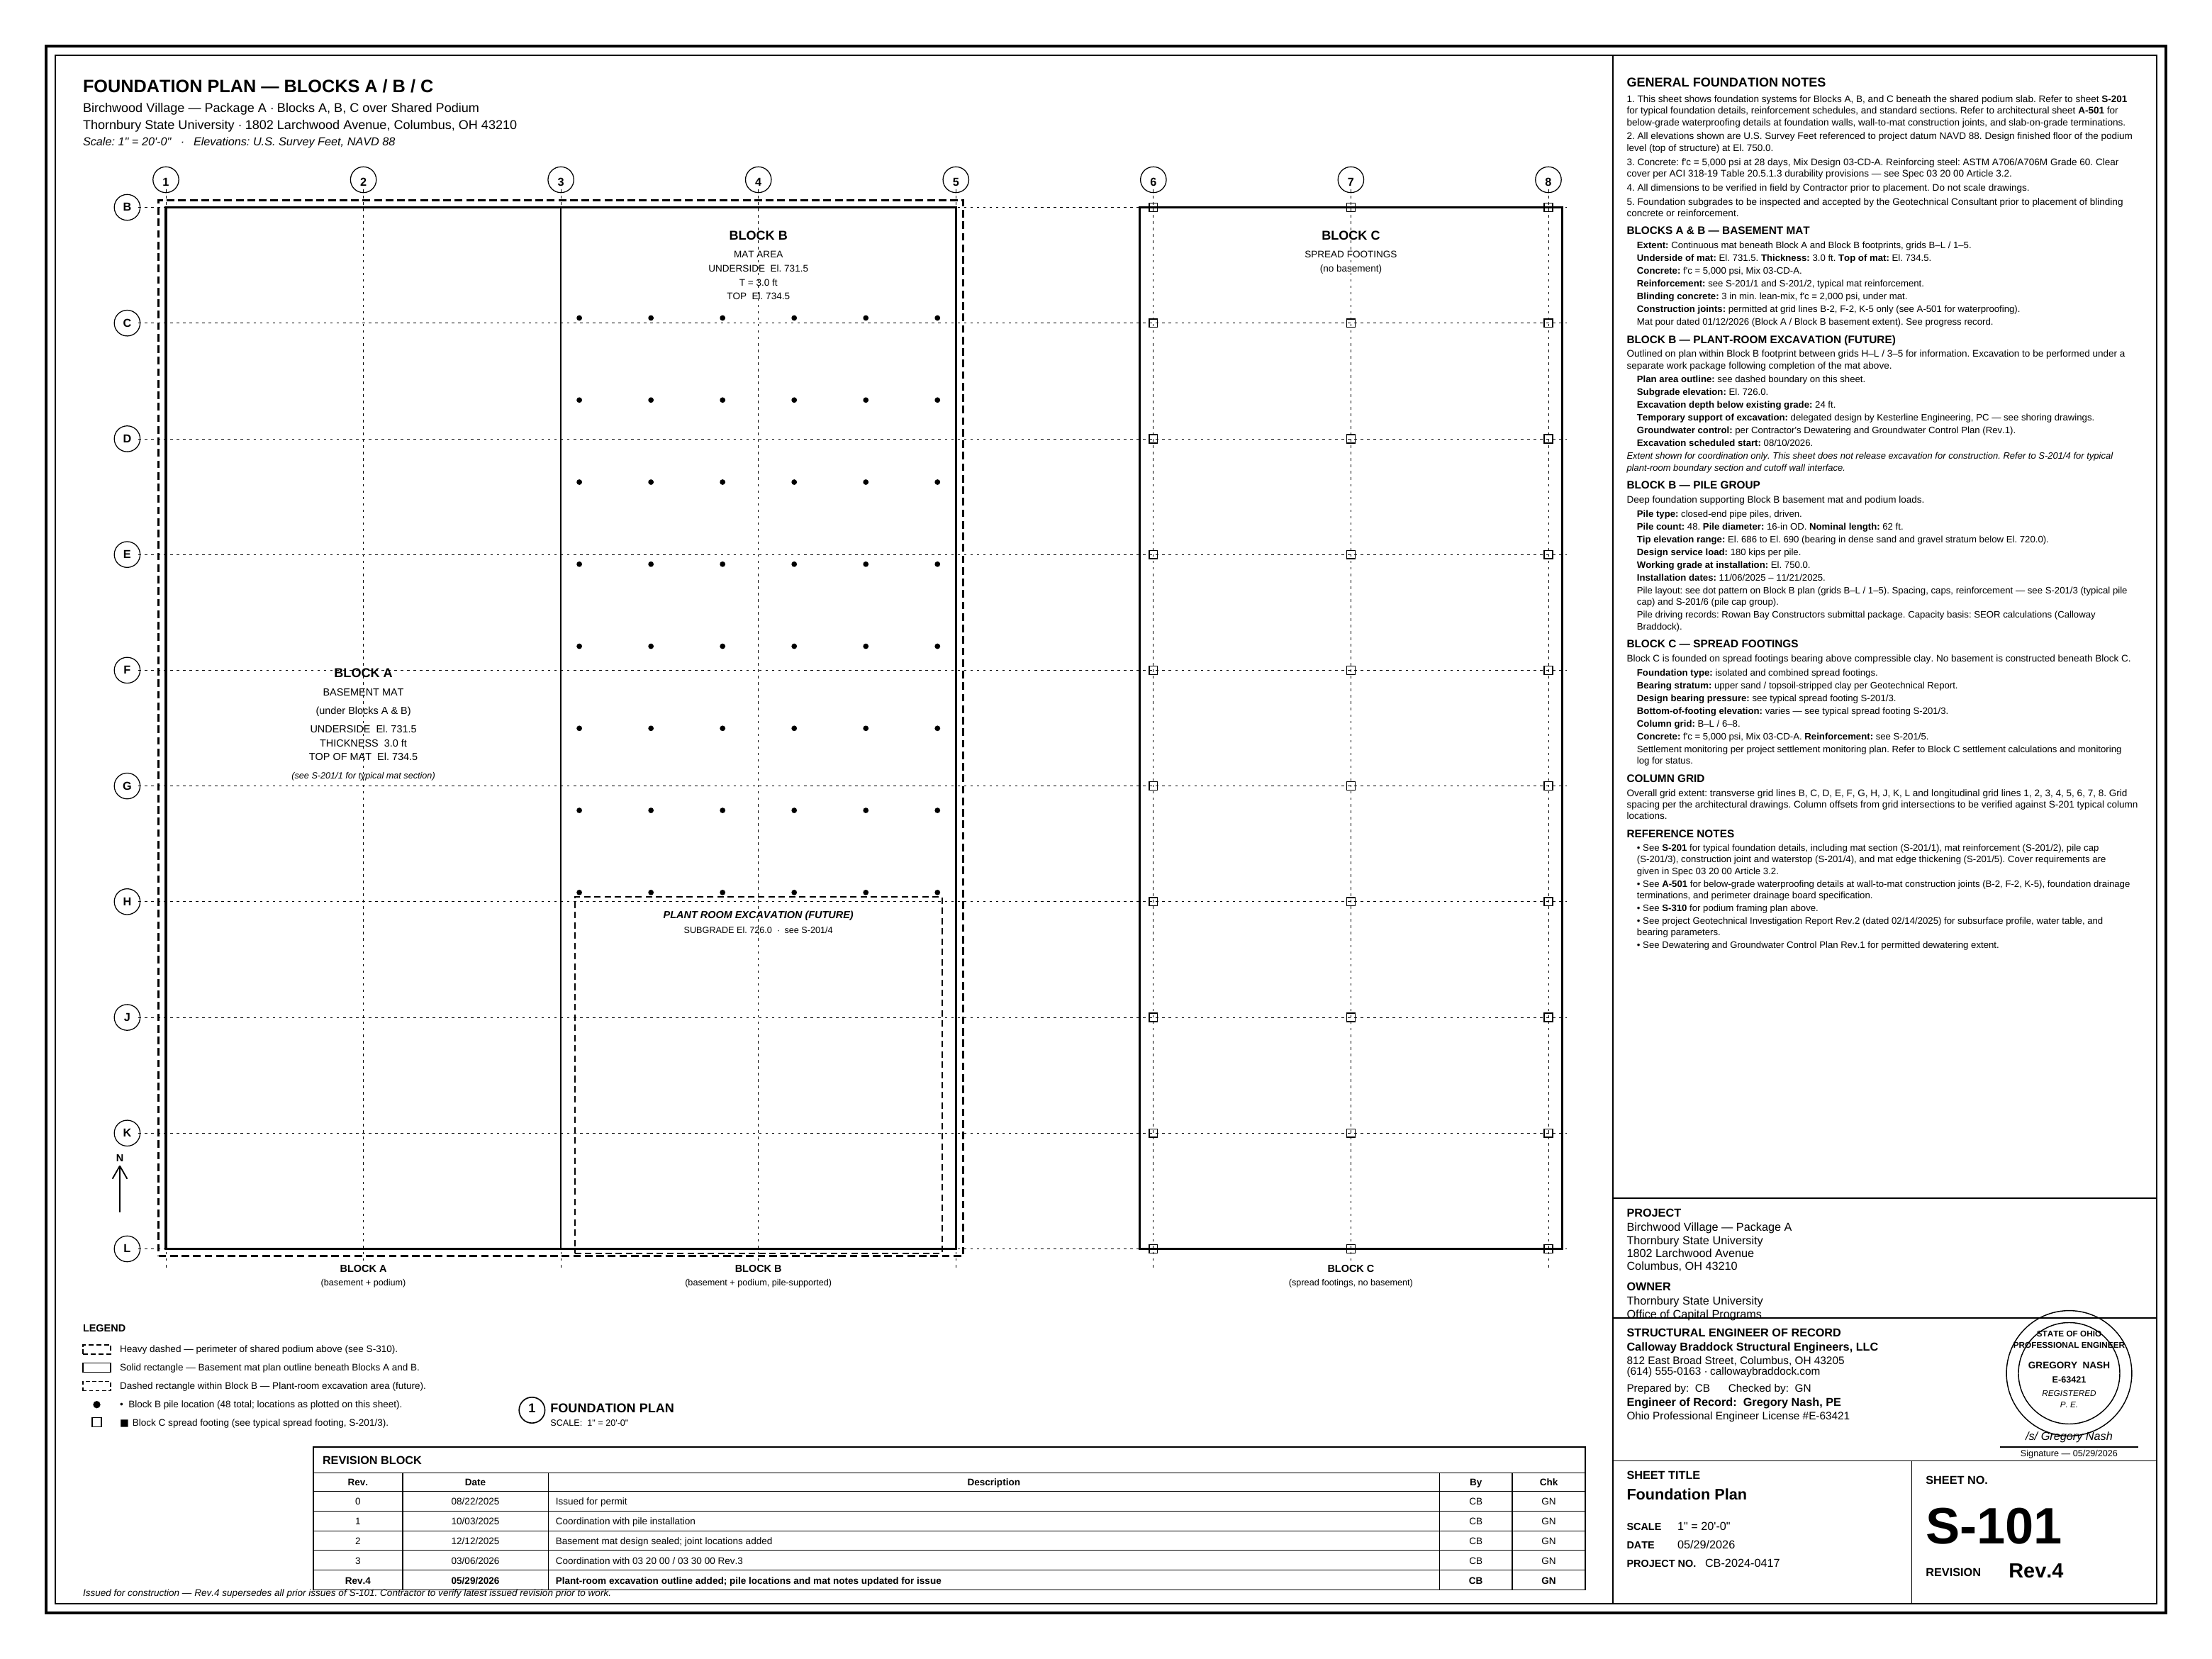 FOUNDATION PLAN — BLOCKS A / B / C
Birchwood Village — Package A · Blocks A, B, C over Shared Podium
Thornbury State University · 1802 Larchwood Avenue, Columbus, OH 43210
Scale: 1" = 20'-0" · Elevations: U.S. Survey Feet, NAVD 88
1 2 3 4 5 6 7 8
B
BLOCK B
MAT AREA
UNDERSIDE El. 731.5
T = 3.0 ft
TOP El. 734.5
BLOCK C
SPREAD FOOTINGS
(no basement)
C
D
E
F
BLOCK A
BASEMENT MAT
(under Blocks A & B)
UNDERSIDE El. 731.5
THICKNESS 3.0 ft
TOP OF MAT El. 734.5
(see S-201/1 for typical mat section)
G
H
PLANT ROOM EXCAVATION (FUTURE)
SUBGRADE El. 726.0 · see S-201/4
J
K
N
L
BLOCK A
(basement + podium)
BLOCK B
(basement + podium, pile-supported)
BLOCK C
(spread footings, no basement)
LEGEND
Heavy dashed — perimeter of shared podium above (see S-310).
Solid rectangle — Basement mat plan outline beneath Blocks A and B.
Dashed rectangle within Block B — Plant-room excavation area (future).
• Block B pile location (48 total; locations as plotted on this sheet).
■ Block C spread footing (see typical spread footing, S-201/3).
1 FOUNDATION PLAN
SCALE: 1" = 20'-0"
REVISION BLOCK
Rev. Date Description By Chk
0 08/22/2025 Issued for permit CB GN
1 10/03/2025 Coordination with pile installation CB GN
2 12/12/2025 Basement mat design sealed; joint locations added CB GN
3 03/06/2026 Coordination with 03 20 00 / 03 30 00 Rev.3 CB GN
Rev.4 05/29/2026 Plant-room excavation outline added; pile locations and mat notes updated for issue CB GN
Issued for construction — Rev.4 supersedes all prior issues of S-101. Contractor to verify latest issued revision prior to work.
GENERAL FOUNDATION NOTES
1. This sheet shows foundation systems for Blocks A, B, and C beneath the shared podium slab. Refer to sheet S-201
for typical foundation details, reinforcement schedules, and standard sections. Refer to architectural sheet A-501 for
below-grade waterproofing details at foundation walls, wall-to-mat construction joints, and slab-on-grade terminations.
2. All elevations shown are U.S. Survey Feet referenced to project datum NAVD 88. Design finished floor of the podium
level (top of structure) at El. 750.0.
3. Concrete: f'c = 5,000 psi at 28 days, Mix Design 03-CD-A. Reinforcing steel: ASTM A706/A706M Grade 60. Clear
cover per ACI 318-19 Table 20.5.1.3 durability provisions — see Spec 03 20 00 Article 3.2.
4. All dimensions to be verified in field by Contractor prior to placement. Do not scale drawings.
5. Foundation subgrades to be inspected and accepted by the Geotechnical Consultant prior to placement of blinding
concrete or reinforcement.
BLOCKS A & B — BASEMENT MAT
Extent: Continuous mat beneath Block A and Block B footprints, grids B–L / 1–5.
Underside of mat: El. 731.5. Thickness: 3.0 ft. Top of mat: El. 734.5.
Concrete: f'c = 5,000 psi, Mix 03-CD-A.
Reinforcement: see S-201/1 and S-201/2, typical mat reinforcement.
Blinding concrete: 3 in min. lean-mix, f'c = 2,000 psi, under mat.
Construction joints: permitted at grid lines B-2, F-2, K-5 only (see A-501 for waterproofing).
Mat pour dated 01/12/2026 (Block A / Block B basement extent). See progress record.
BLOCK B — PLANT-ROOM EXCAVATION (FUTURE)
Outlined on plan within Block B footprint between grids H–L / 3–5 for information. Excavation to be performed under a
separate work package following completion of the mat above.
Plan area outline: see dashed boundary on this sheet.
Subgrade elevation: El. 726.0.
Excavation depth below existing grade: 24 ft.
Temporary support of excavation: delegated design by Kesterline Engineering, PC — see shoring drawings.
Groundwater control: per Contractor's Dewatering and Groundwater Control Plan (Rev.1).
Excavation scheduled start: 08/10/2026.
Extent shown for coordination only. This sheet does not release excavation for construction. Refer to S-201/4 for typical
plant-room boundary section and cutoff wall interface.
BLOCK B — PILE GROUP
Deep foundation supporting Block B basement mat and podium loads.
Pile type: closed-end pipe piles, driven.
Pile count: 48. Pile diameter: 16-in OD. Nominal length: 62 ft.
Tip elevation range: El. 686 to El. 690 (bearing in dense sand and gravel stratum below El. 720.0).
Design service load: 180 kips per pile.
Working grade at installation: El. 750.0.
Installation dates: 11/06/2025 – 11/21/2025.
Pile layout: see dot pattern on Block B plan (grids B–L / 1–5). Spacing, caps, reinforcement — see S-201/3 (typical pile
cap) and S-201/6 (pile cap group).
Pile driving records: Rowan Bay Constructors submittal package. Capacity basis: SEOR calculations (Calloway
Braddock).
BLOCK C — SPREAD FOOTINGS
Block C is founded on spread footings bearing above compressible clay. No basement is constructed beneath Block C.
Foundation type: isolated and combined spread footings.
Bearing stratum: upper sand / topsoil-stripped clay per Geotechnical Report.
Design bearing pressure: see typical spread footing S-201/3.
Bottom-of-footing elevation: varies — see typical spread footing S-201/3.
Column grid: B–L / 6–8.
Concrete: f'c = 5,000 psi, Mix 03-CD-A. Reinforcement: see S-201/5.
Settlement monitoring per project settlement monitoring plan. Refer to Block C settlement calculations and monitoring
log for status.
COLUMN GRID
Overall grid extent: transverse grid lines B, C, D, E, F, G, H, J, K, L and longitudinal grid lines 1, 2, 3, 4, 5, 6, 7, 8. Grid
spacing per the architectural drawings. Column offsets from grid intersections to be verified against S-201 typical column
locations.
REFERENCE NOTES
• See S-201 for typical foundation details, including mat section (S-201/1), mat reinforcement (S-201/2), pile cap
(S-201/3), construction joint and waterstop (S-201/4), and mat edge thickening (S-201/5). Cover requirements are
given in Spec 03 20 00 Article 3.2.
• See A-501 for below-grade waterproofing details at wall-to-mat construction joints (B-2, F-2, K-5), foundation drainage
terminations, and perimeter drainage board specification.
• See S-310 for podium framing plan above.
• See project Geotechnical Investigation Report Rev.2 (dated 02/14/2025) for subsurface profile, water table, and
bearing parameters.
• See Dewatering and Groundwater Control Plan Rev.1 for permitted dewatering extent.
PROJECT
Birchwood Village — Package A
Thornbury State University
1802 Larchwood Avenue
Columbus, OH 43210
OWNER
Thornbury State University
Office of Capital Programs
STRUCTURAL ENGINEER OF RECORD
Calloway Braddock Structural Engineers, LLC
812 East Broad Street, Columbus, OH 43205
(614) 555-0163 · callowaybraddock.com
Prepared by: CB Checked by: GN
Engineer of Record: Gregory Nash, PE
Ohio Professional Engineer License #E-63421
STATE OF OHIO
PROFESSIONAL ENGINEER
GREGORY NASH
E-63421
REGISTERED
P. E.
/s/ Gregory Nash
Signature — 05/29/2026
SHEET TITLE
Foundation Plan
SCALE 1" = 20'-0"
DATE 05/29/2026
PROJECT NO. CB-2024-0417
SHEET NO.
S-101
REVISION Rev.4